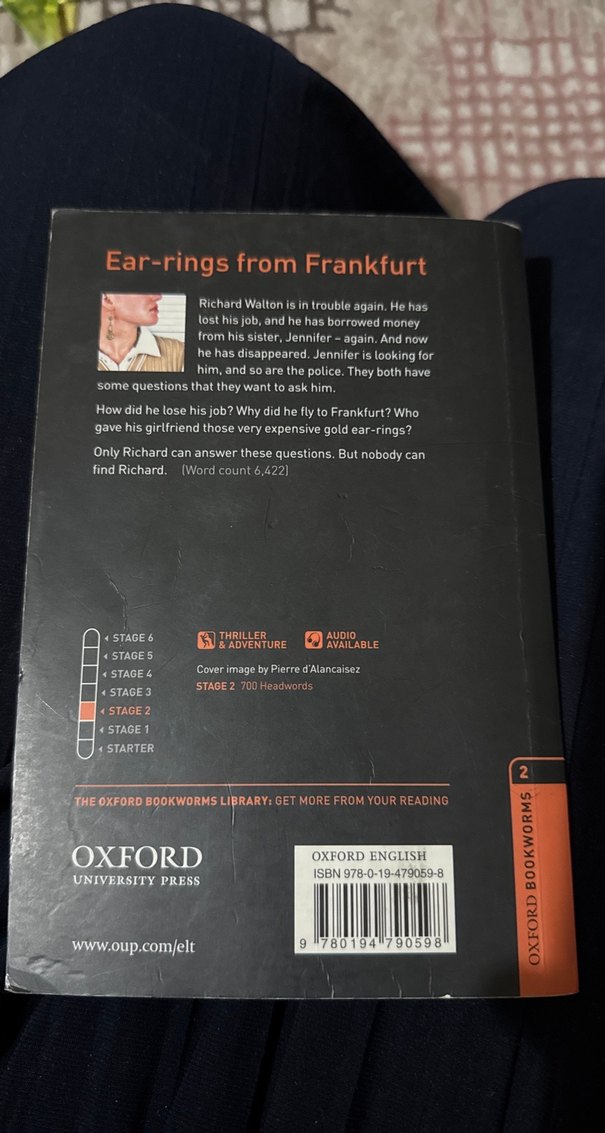 Ear-rings from Frankfurt
Richard Walton is in trouble again. He has
lost his job, and he has borrowed money
from his sister, Jennifer – again. And now
he has disappeared. Jennifer is looking for
him, and so are the police. They both have
some questions that they want to ask him.
How did he lose his job? Why did he fly to Frankfurt? Who
gave his girlfriend those very expensive gold ear-rings?
Only Richard can answer these questions. But nobody can
find Richard. (Word count 6,422)
STAGE 6
STAGE 5
STAGE 4
STAGE 3
STAGE 2
STAGE 1
STARTER
THRILLER
& ADVENTURE
AUDIO
AVAILABLE
Cover image by Pierre d'Alancaisez
STAGE 2 700 Headwords
THE OXFORD BOOKWORMS LIBRARY: GET MORE FROM YOUR READING
OXFORD
UNIVERSITY PRESS
www.oup.com/elt
OXFORD ENGLISH
ISBN 978-0-19-479059-8
9 780194 790598
2
OXFORD BOOKWORMS